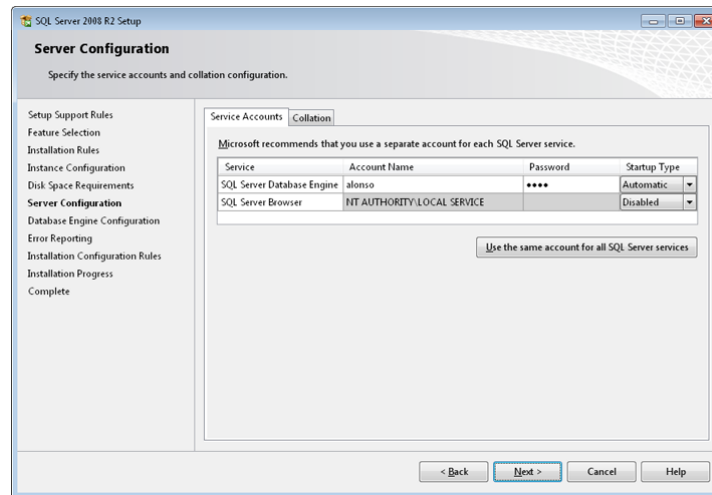 SQL Server 2008 R2 Setup
Server Configuration
Specify the service accounts and collation configuration.
Setup Support Rules
Feature Selection
Installation Rules
Instance Configuration
Disk Space Requirements
Server Configuration
Database Engine Configuration
Error Reporting
Installation Configuration Rules
Installation Progress
Complete
Service Accounts Collation
Microsoft recommends that you use a separate account for each SQL Server service.
Service Account Name Password Startup Type
SQL Server Database Engine alonso •••• Automatic
SQL Server Browser NT AUTHORITY\LOCAL SERVICE Disabled
Use the same account for all SQL Server services
< Back Next > Cancel Help